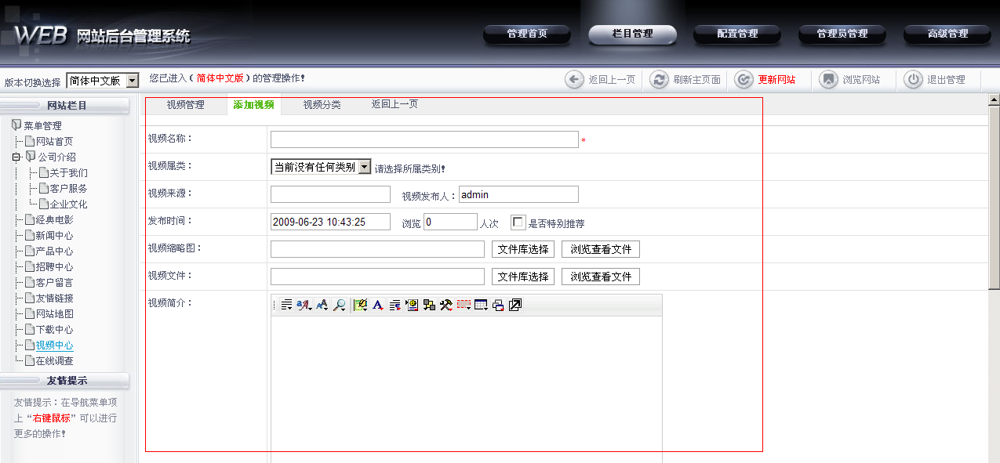 WEB 网站后台管理系统
管理首页 栏目管理 配置管理 管理员管理 高级管理
版本切换选择 简体中文版 您已进入(简体中文版)的管理操作!
返回上一页 刷新主页面 更新网站 浏览网站 退出管理
网站栏目
菜单管理
网站首页
公司介绍
关于我们
客户服务
企业文化
经典电影
新闻中心
产品中心
招聘中心
客户留言
友情链接
网站地图
下载中心
视频中心
在线调查
友情提示
友情提示:在导航菜单项
上“右键鼠标”可以进行
更多的操作!
视频管理 添加视频 视频分类 返回上一页
视频名称: *
视频属类: 当前没有任何类别 请选择所属类别!
视频来源: 视频发布人: admin
发布时间: 2009-06-23 10:43:25 浏览 0 人次 是否特别推荐
视频缩略图: 文件库选择 浏览查看文件
视频文件: 文件库选择 浏览查看文件
视频简介: